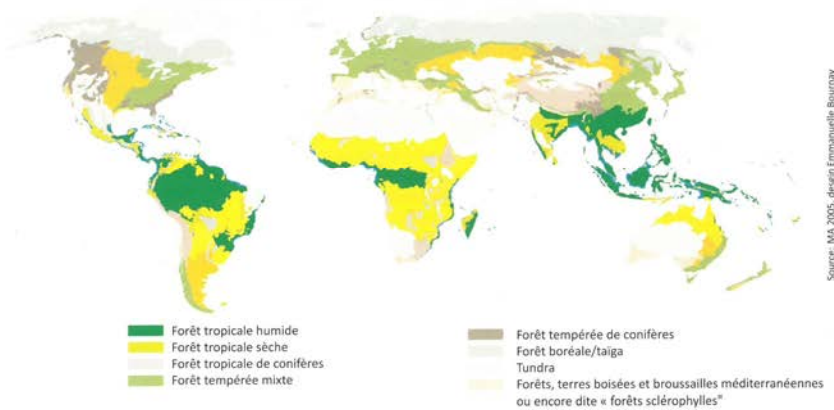 Forêt tropicale humide
Forêt tropicale sèche
Forêt tropicale de conifères
Forêt tempérée mixte
Forêt tempérée de conifères
Forêt boréale/taïga
Tundra
Forêts, terres boisées et broussailles méditerranéennes
ou encore dite « forêts sclérophylles"
Source: MA 2005, desein Emmanuelle Bournay